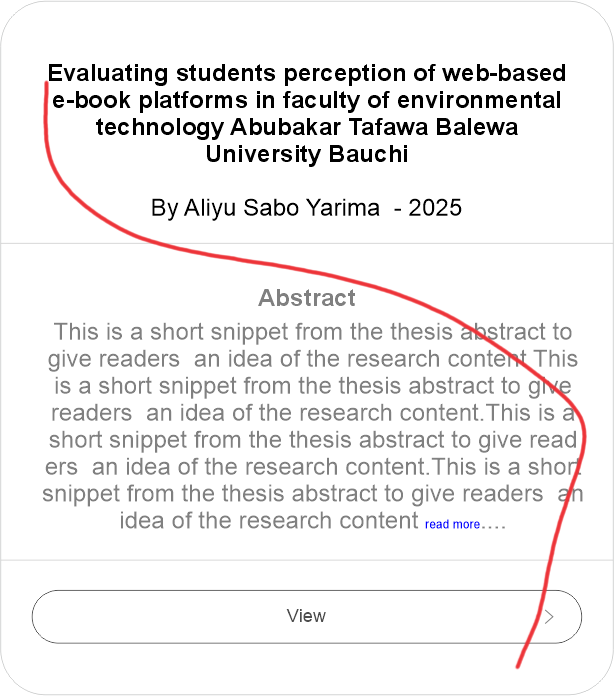 Evaluating students perception of web-based
e-book platforms in faculty of environmental
technology Abubakar Tafawa Balewa
University Bauchi
By Aliyu Sabo Yarima  - 2025
Abstract
This is a short snippet from the thesis abstract to
give readers  an idea of the research content.This
is a short snippet from the thesis abstract to give
readers  an idea of the research content.This is a
short snippet from the thesis abstract to give read
ers  an idea of the research content.This is a short
snippet from the thesis abstract to give readers  an
idea of the research content read more....
View